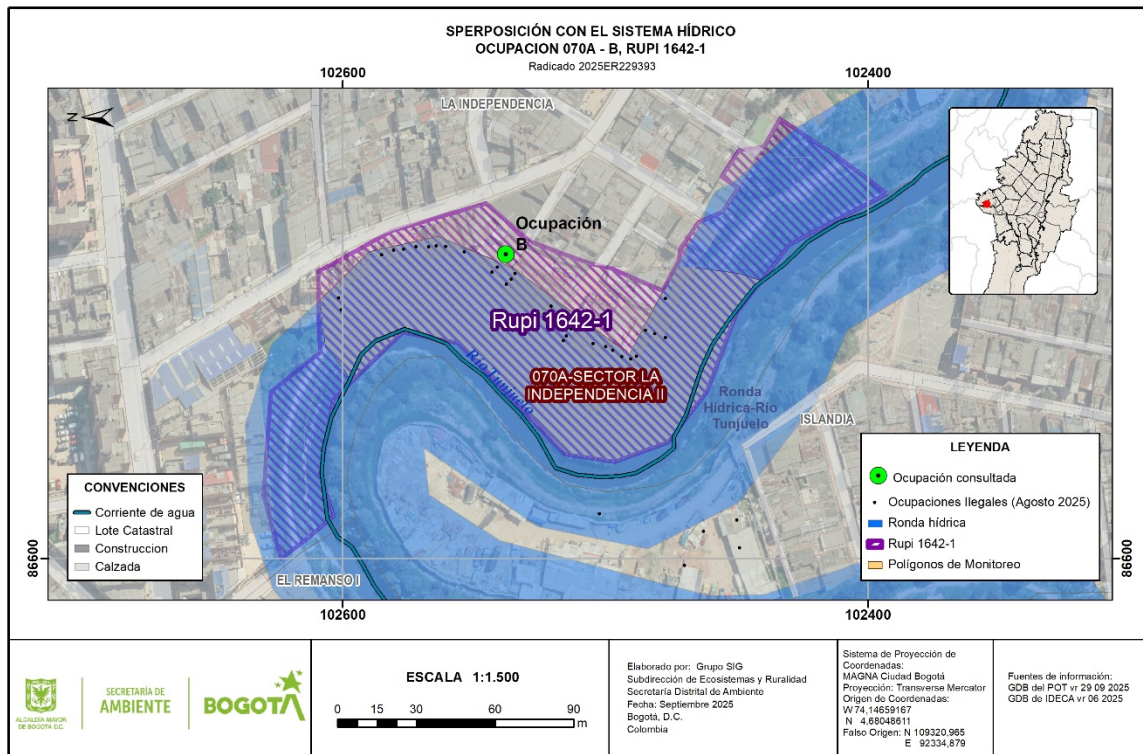 SPERPOSICIÓN CON EL SISTEMA HÍDRICO
OCUPACION 070A - B, RUPI 1642-1
Radicado 2025ER229393
102600
102400
LA INDEPENDENCIA
N
Ocupación
B
Rupi 1642-1
Río Tunjuelo
070A-SECTOR LA
INDEPENDENCIA II
Ronda
Hídrica-Río
Tunjuelo
ISLANDIA
EL REMANSO I
86600
86600
CONVENCIONES
Corriente de agua
Lote Catastral
Construccion
Calzada
LEYENDA
Ocupación consultada
Ocupaciones Ilegales (Agosto 2025)
Ronda hídrica
Rupi 1642-1
Polígonos de Monitoreo
102600
102400
ALCALDÍA MAYOR
DE BOGOTÁ D.C.
SECRETARÍA DE
AMBIENTE
BOGOTÁ
ESCALA 1:1.500
0 15 30 60 90
m
Elaborado por: Grupo SIG
Subdirección de Ecosistemas y Ruralidad
Secretaría Distrital de Ambiente
Fecha: Septiembre 2025
Bogotá, D.C.
Colombia
Sistema de Proyección de
Coordenadas:
MAGNA Ciudad Bogotá
Proyección: Transverse Mercator
Origen de Coordenadas:
W 74,14659167
N 4,68048611
Falso Origen: N 109320,965
E 92334,879
Fuentes de información:
GDB del POT vr 29 09 2025
GDB de IDECA vr 06 2025